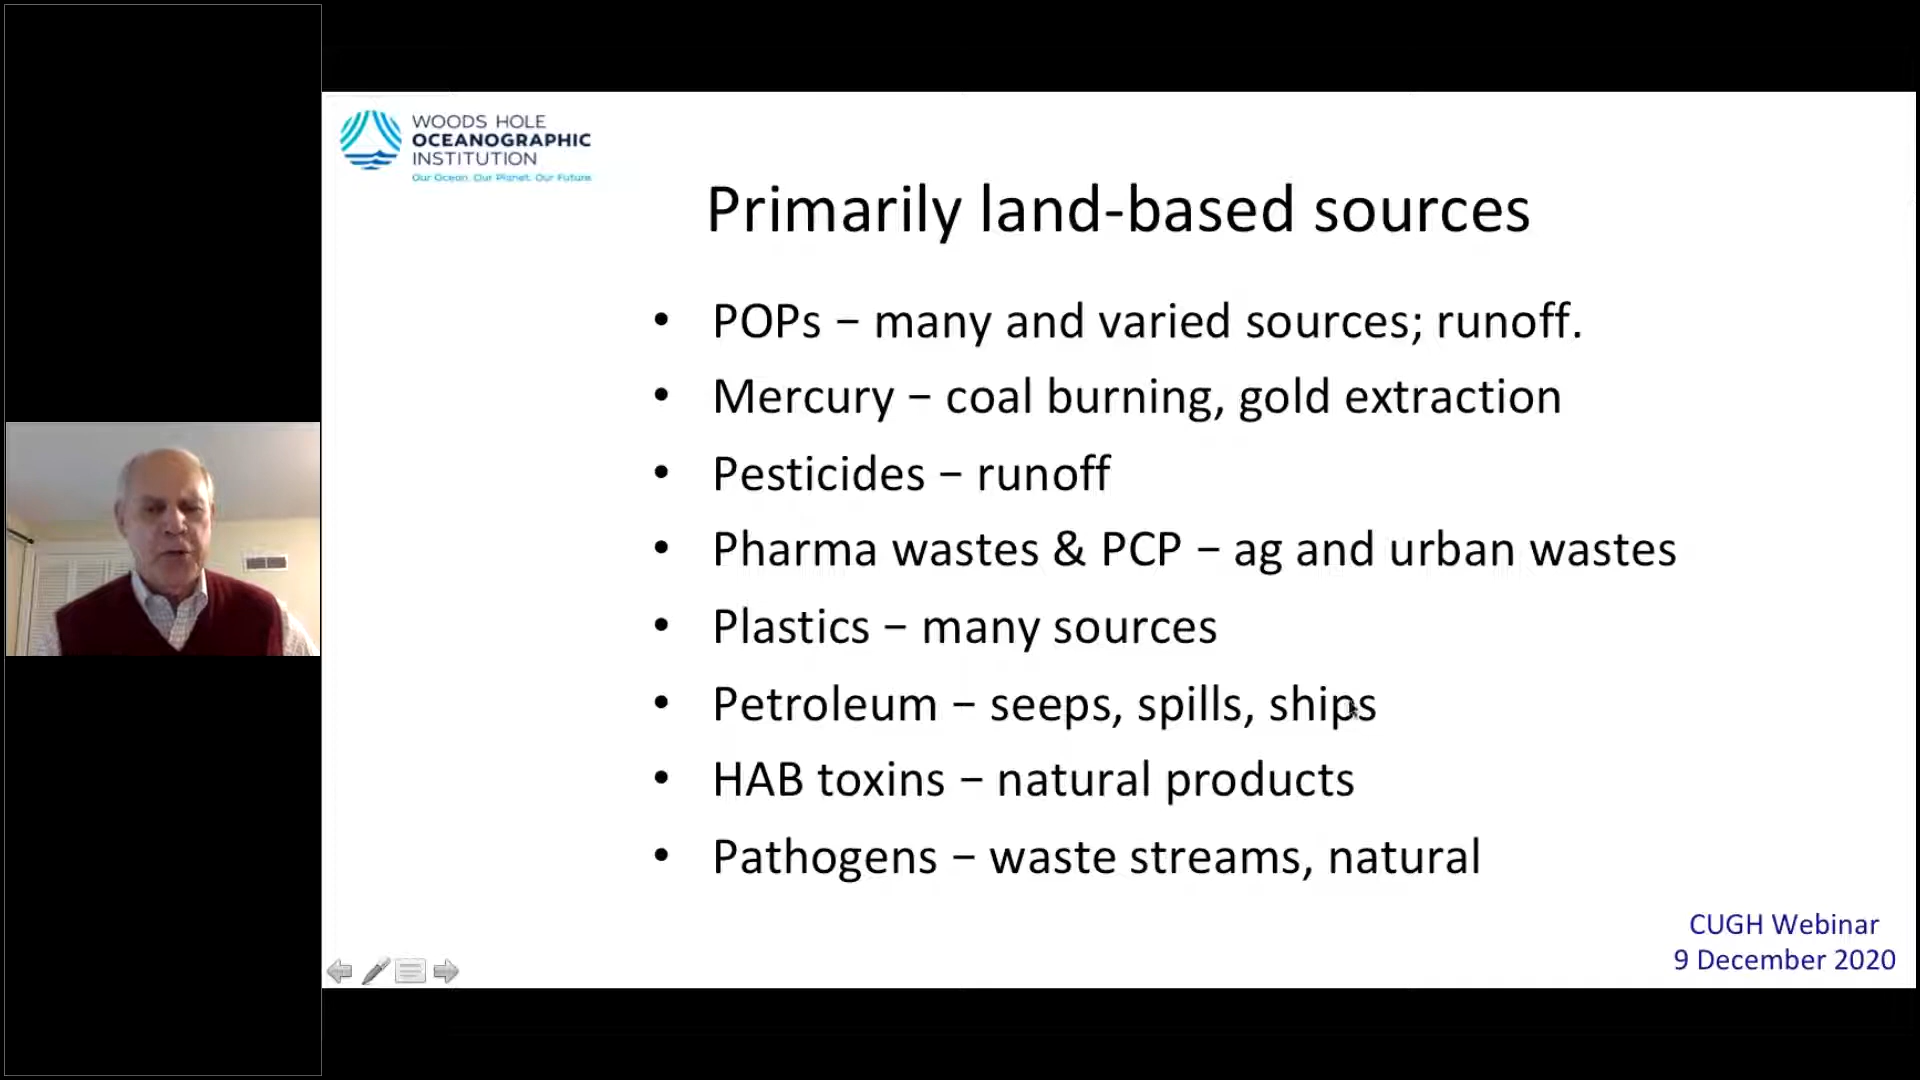 WOODS HOLE
OCEANOGRAPHIC
INSTITUTION
Our Ocean. Our Planet. Our Future.
Primarily land-based sources
• POPs – many and varied sources; runoff.
• Mercury – coal burning, gold extraction
• Pesticides – runoff
• Pharma wastes & PCP – ag and urban wastes
• Plastics – many sources
• Petroleum – seeps, spills, ships
• HAB toxins – natural products
• Pathogens – waste streams, natural
CUGH Webinar
9 December 2020